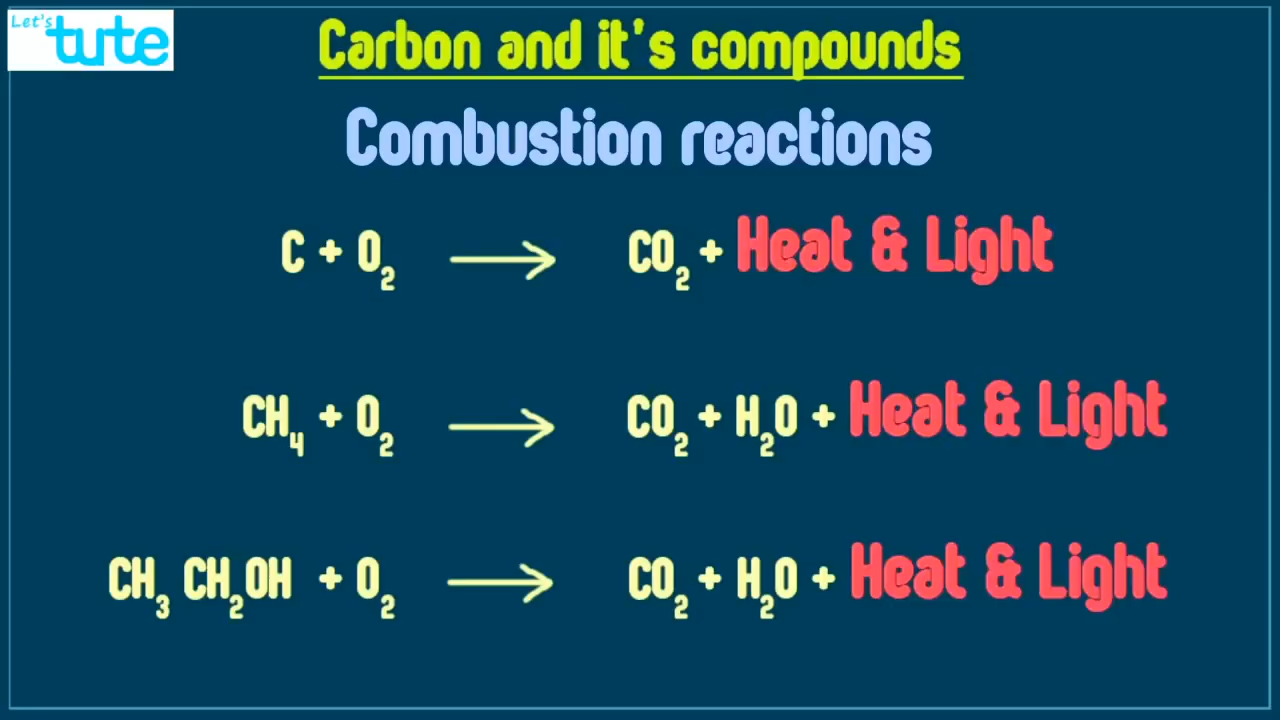 Let's
tute
Carbon and it's compounds
Combustion reactions
C + O₂ → CO₂ + Heat & Light
CH₄ + O₂ → CO₂ + H₂O + Heat & Light
CH₃ CH₂OH + O₂ → CO₂ + H₂O + Heat & Light